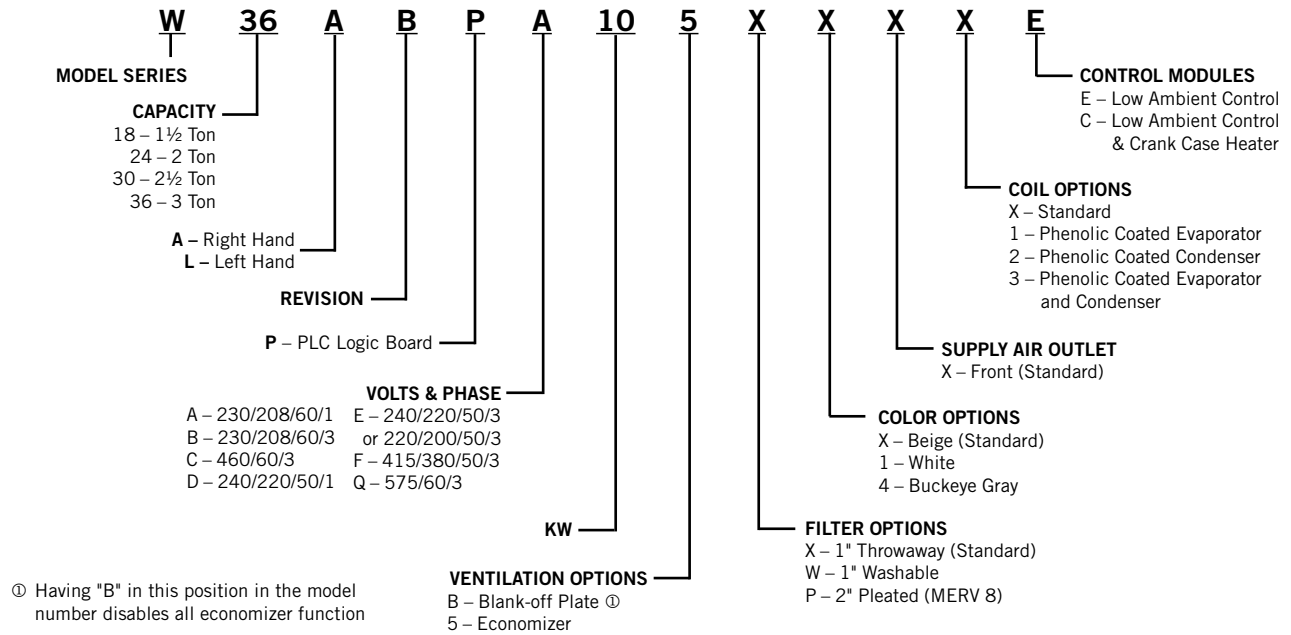 W 36 A B P A 10 5 X X X X E
MODEL SERIES
CAPACITY
18 – 1½ Ton
24 – 2 Ton
30 – 2½ Ton
36 – 3 Ton
A – Right Hand
L – Left Hand
REVISION
P – PLC Logic Board
VOLTS & PHASE
A – 230/208/60/1
B – 230/208/60/3
C – 460/60/3
D – 240/220/50/1
E – 240/220/50/3
or 220/200/50/3
F – 415/380/50/3
Q – 575/60/3
KW
VENTILATION OPTIONS
B – Blank-off Plate ①
5 – Economizer
FILTER OPTIONS
X – 1" Throwaway (Standard)
W – 1" Washable
P – 2" Pleated (MERV 8)
COLOR OPTIONS
X – Beige (Standard)
1 – White
4 – Buckeye Gray
SUPPLY AIR OUTLET
X – Front (Standard)
COIL OPTIONS
X – Standard
1 – Phenolic Coated Evaporator
2 – Phenolic Coated Condenser
3 – Phenolic Coated Evaporator
and Condenser
CONTROL MODULES
E – Low Ambient Control
C – Low Ambient Control
& Crank Case Heater
① Having "B" in this position in the model
number disables all economizer function